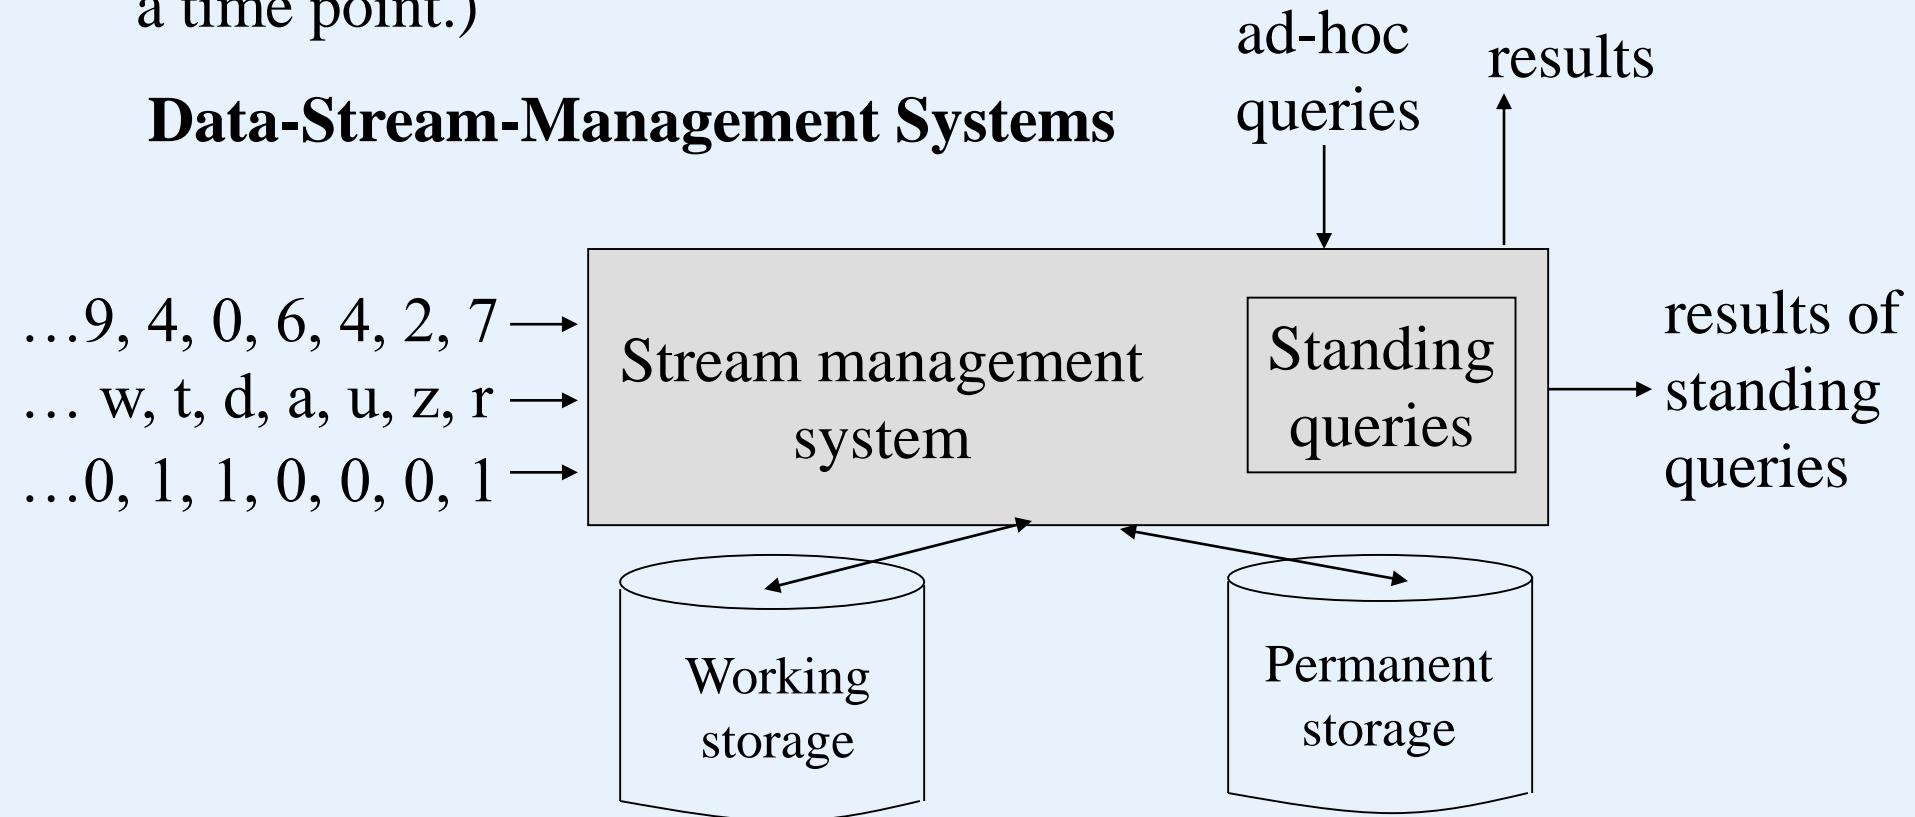 a time point.)
Data-Stream-Management Systems
ad-hoc
queries
results
…9, 4, 0, 6, 4, 2, 7
… w, t, d, a, u, z, r
…0, 1, 1, 0, 0, 0, 1
Stream management
system
Standing
queries
results of
standing
queries
Working
storage
Permanent
storage